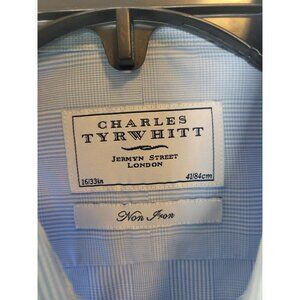 CHARLES
TYRWHITT
JERMYN STREET
LONDON
16/33in 41/84cm
Non Iron